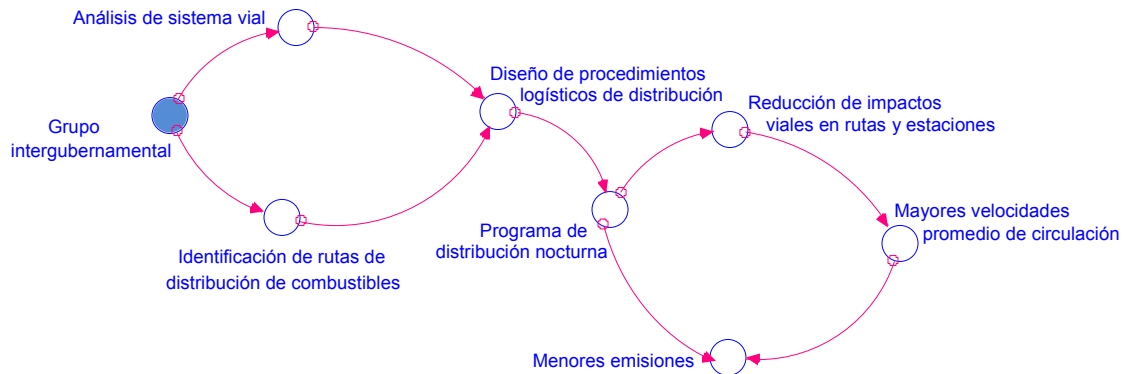 Análisis de sistema vial
Grupo
intergubernamental
Identificación de rutas de
distribución de combustibles
Diseño de procedimientos
logísticos de distribución
Programa de
distribución nocturna
Reducción de impactos
viales en rutas y estaciones
Mayores velocidades
promedio de circulación
Menores emisiones